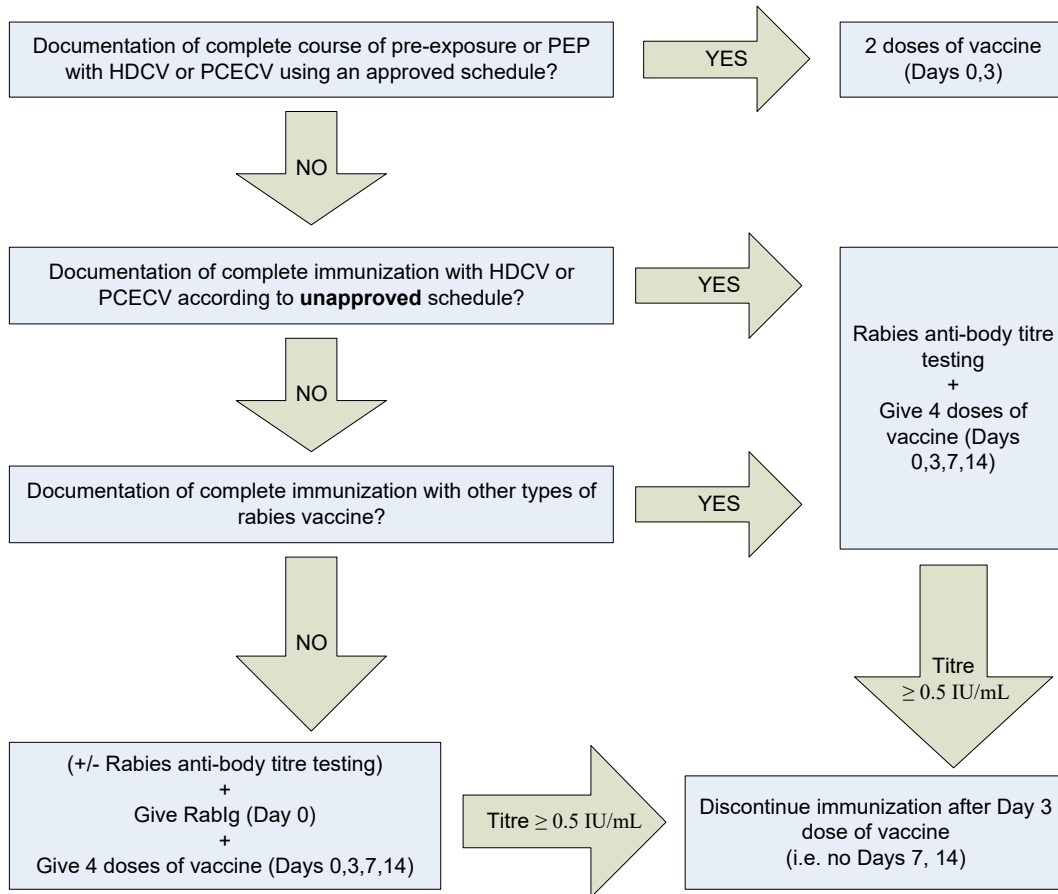 Documentation of complete course of pre-exposure or PEP
with HDCV or PCECV using an approved schedule?
YES
2 doses of vaccine
(Days 0,3)
NO
Documentation of complete immunization with HDCV or
PCECV according to unapproved schedule?
YES
Rabies anti-body titre
testing
+
Give 4 doses of
vaccine (Days
0,3,7,14)
NO
Documentation of complete immunization with other types of
rabies vaccine?
YES
NO
Titre
≥ 0.5 IU/mL
(+/- Rabies anti-body titre testing)
+
Give RabIg (Day 0)
+
Give 4 doses of vaccine (Days 0,3,7,14)
Titre ≥ 0.5 IU/mL
Discontinue immunization after Day 3
dose of vaccine
(i.e. no Days 7, 14)